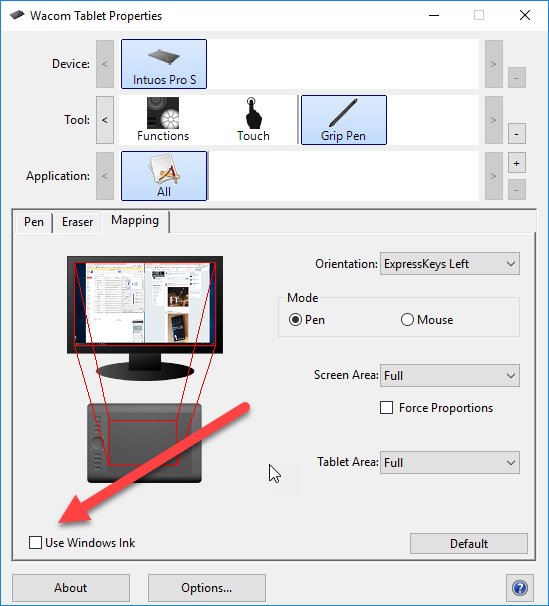 Wacom Tablet Properties
Device:
<
Intuos Pro S
>
-
Tool:
<
Functions
Touch
Grip Pen
>
-
Application:
<
All
>
+
-
Pen Eraser Mapping
Orientation: ExpressKeys Left
Mode
Pen Mouse
Screen Area: Full
Force Proportions
Tablet Area: Full
Use Windows Ink
Default
About Options... ?